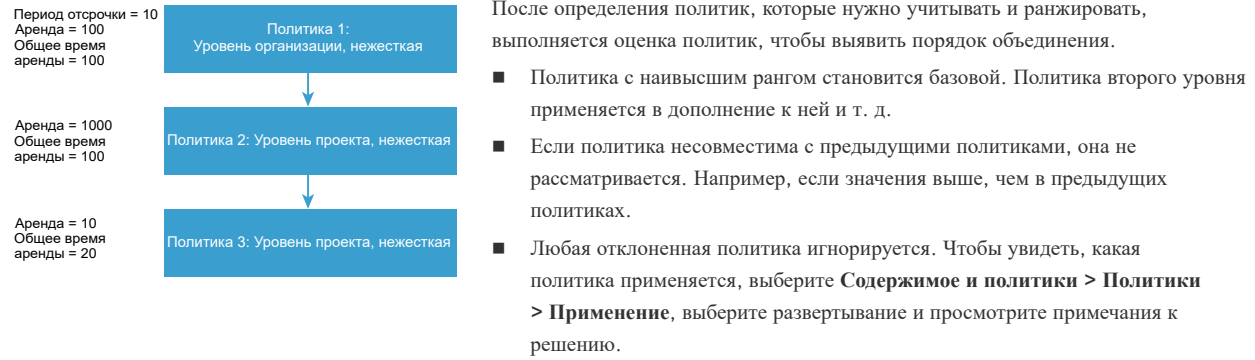 Период отсрочки = 10
Аренда = 100
Общее время
аренды = 100
Политика 1:
Уровень организации, нежесткая
Аренда = 1000
Общее время
аренды = 100
Политика 2: Уровень проекта, нежесткая
Аренда = 10
Общее время
аренды = 20
Политика 3: Уровень проекта, нежесткая
После определения политик, которые нужно учитывать и ранжировать,
выполняется оценка политик, чтобы выявить порядок объединения.
■ Политика с наивысшим рангом становится базовой. Политика второго уровня
применяется в дополнение к ней и т. д.
■ Если политика несовместима с предыдущими политиками, она не
рассматривается. Например, если значения выше, чем в предыдущих
политиках.
■ Любая отклоненная политика игнорируется. Чтобы увидеть, какая
политика применяется, выберите Содержимое и политики > Политики
> Применение, выберите развертывание и просмотрите примечания к
решению.